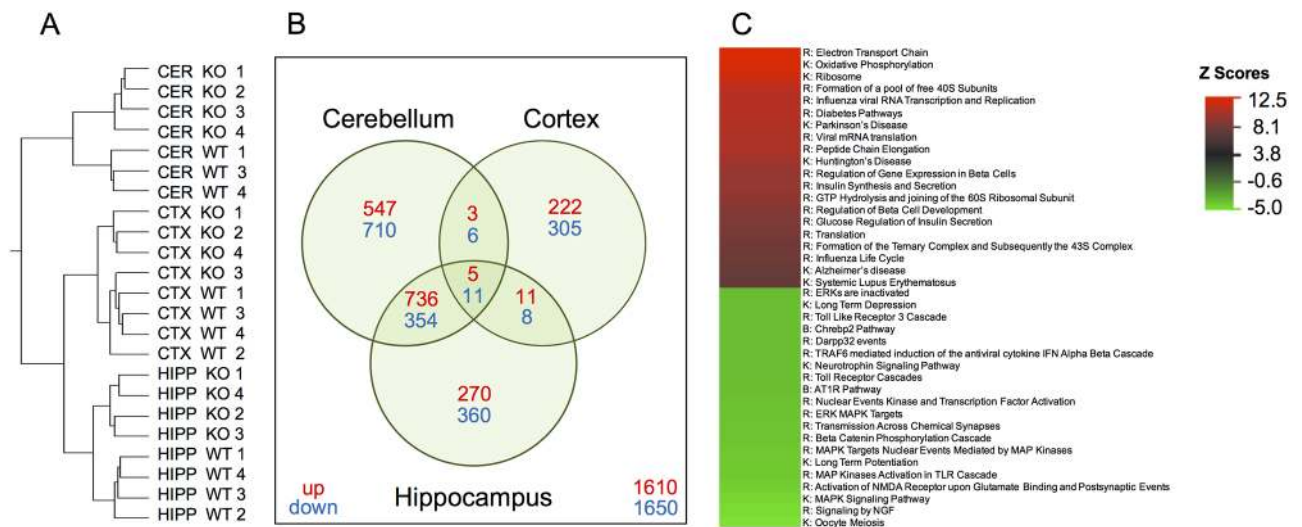 A
CER KO 1
CER KO 2
CER KO 3
CER KO 4
CER WT 1
CER WT 3
CER WT 4
CTX KO 1
CTX KO 2
CTX KO 4
CTX KO 3
CTX WT 1
CTX WT 3
CTX WT 4
CTX WT 2
HIPP KO 1
HIPP KO 4
HIPP KO 2
HIPP KO 3
HIPP WT 1
HIPP WT 4
HIPP WT 3
HIPP WT 2
B
Cerebellum Cortex
547 3 222
710 6 305
5
736 11 11
354 8
270
360
up Hippocampus 1610
down 1650
C
R: Electron Transport Chain
K: Oxidative Phosphorylation
K: Ribosome
R: Formation of a pool of free 40S Subunits
R: Influenza viral RNA Transcription and Replication
R: Diabetes Pathways
K: Parkinson's Disease
R: Viral mRNA translation
R: Peptide Chain Elongation
K: Huntington's Disease
R: Regulation of Gene Expression in Beta Cells
R: Insulin Synthesis and Secretion
R: GTP Hydrolysis and joining of the 60S Ribosomal Subunit
R: Regulation of Beta Cell Development
R: Glucose Regulation of Insulin Secretion
R: Translation
R: Formation of the Ternary Complex and Subsequently the 43S Complex
R: Influenza Life Cycle
K: Alzheimer's disease
K: Systemic Lupus Erythematosus
R: ERKs are inactivated
K: Long Term Depression
R: Toll Like Receptor 3 Cascade
B: Chrebp2 Pathway
R: Darpp32 events
R: TRAF6 mediated induction of the antiviral cytokine IFN Alpha Beta Cascade
K: Neurotrophin Signaling Pathway
R: Toll Receptor Cascades
B: AT1R Pathway
R: Nuclear Events Kinase and Transcription Factor Activation
R: ERK MAPK Targets
R: Transmission Across Chemical Synapses
R: Beta Catenin Phosphorylation Cascade
R: MAPK Targets Nuclear Events Mediated by MAP Kinases
K: Long Term Potentiation
R: MAP Kinases Activation in TLR Cascade
R: Activation of NMDA Receptor upon Glutamate Binding and Postsynaptic Events
K: MAPK Signaling Pathway
R: Signaling by NGF
K: Oocyte Meiosis
Z Scores
12.5
8.1
3.8
-0.6
-5.0